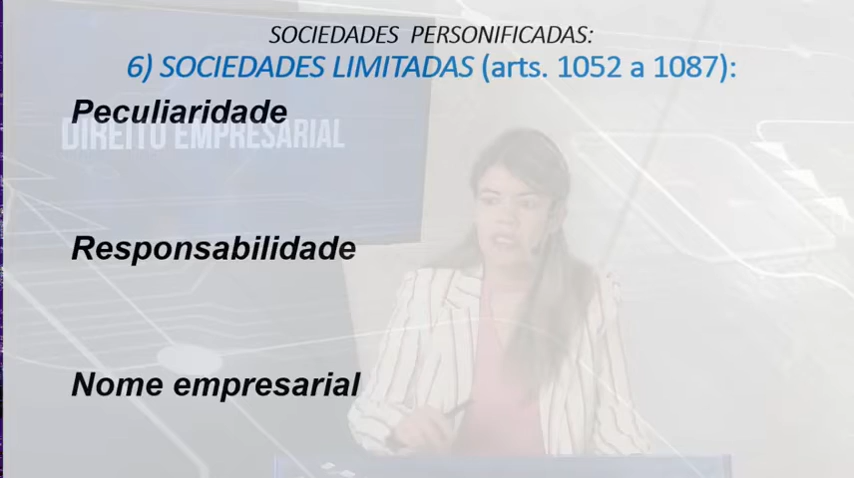 SOCIEDADES PERSONIFICADAS:
6) SOCIEDADES LIMITADAS (arts. 1052 a 1087):
Peculiaridade
DIREITO EMPRESARIAL
Responsabilidade
Nome empresarial